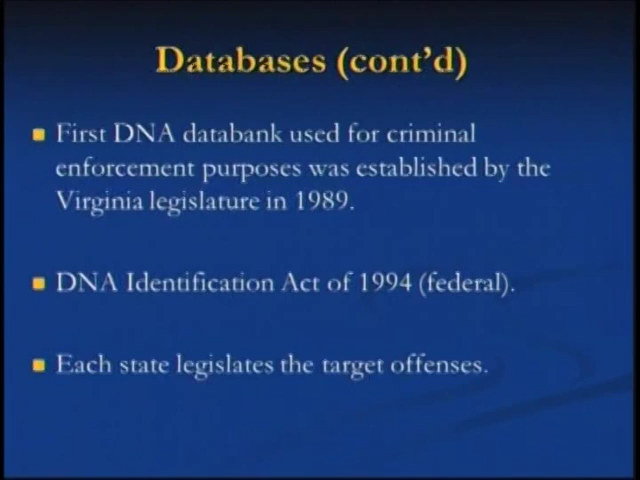 Databases (cont’d)
First DNA databank used for criminal
enforcement purposes was established by the
Virginia legislature in 1989.
DNA Identification Act of 1994 (federal).
Each state legislates the target offenses.